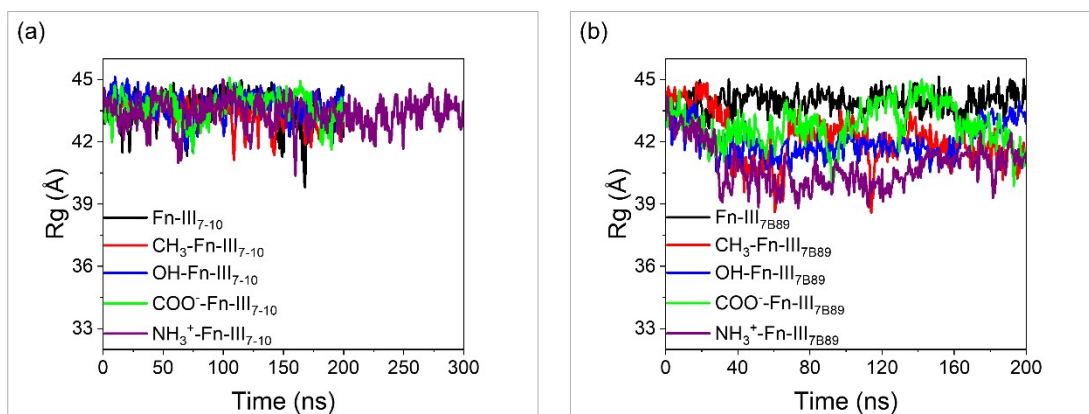 (a)
45
42
39
36
33
Rg (Å)
Fn-III₇₋₁₀
CH₃-Fn-III₇₋₁₀
OH-Fn-III₇₋₁₀
COO⁻-Fn-III₇₋₁₀
NH₃⁺-Fn-III₇₋₁₀
0 50 100 150 200 250 300
Time (ns)
(b)
45
42
39
36
33
Rg (Å)
Fn-III₇B₈₉
CH₃-Fn-III₇B₈₉
OH-Fn-III₇B₈₉
COO⁻-Fn-III₇B₈₉
NH₃⁺-Fn-III₇B₈₉
0 40 80 120 160 200
Time (ns)